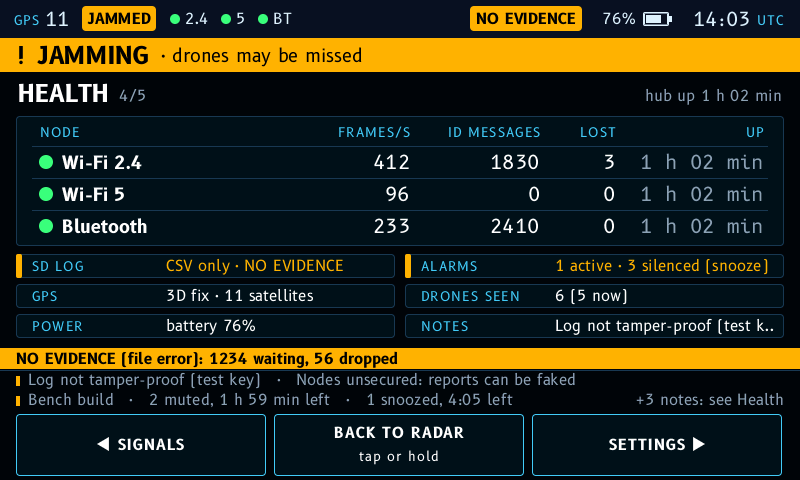 GPS 11 JAMMED 2.4 5 BT NO EVIDENCE 76% 14:03 UTC
! JAMMING · drones may be missed
HEALTH 4/5 hub up 1 h 02 min
NODE FRAMES/S ID MESSAGES LOST UP
Wi-Fi 2.4 412 1830 3 1 h 02 min
Wi-Fi 5 96 0 0 1 h 02 min
Bluetooth 233 2410 0 1 h 02 min
SD LOG CSV only · NO EVIDENCE ALARMS 1 active · 3 silenced (snooze)
GPS 3D fix · 11 satellites DRONES SEEN 6 (5 now)
POWER battery 76% NOTES Log not tamper-proof (test k..
NO EVIDENCE (file error): 1234 waiting, 56 dropped
Log not tamper-proof (test key) · Nodes unsecured: reports can be faked
Bench build · 2 muted, 1 h 59 min left · 1 snoozed, 4:05 left +3 notes: see Health
◀ SIGNALS BACK TO RADAR SETTINGS ▶
tap or hold